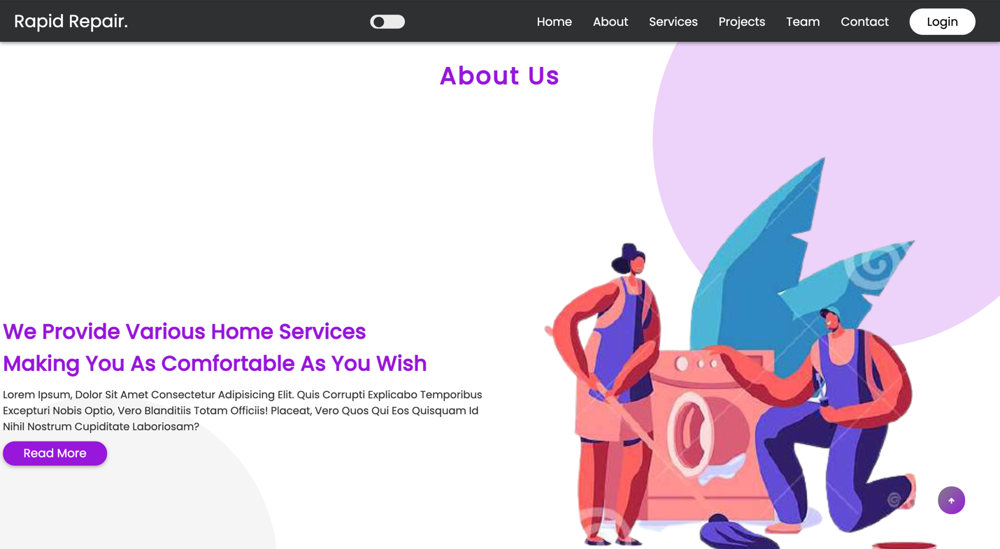 Rapid Repair.
Home About Services Projects Team Contact Login
About Us
We Provide Various Home Services
Making You As Comfortable As You Wish
Lorem Ipsum, Dolor Sit Amet Consectetur Adipisicing Elit. Quis Corrupti Explicabo Temporibus
Excepturi Nobis Optio, Vero Blanditiis Totam Officiis! Placeat, Vero Quos Qui Eos Quisquam Id
Nihil Nostrum Cupiditate Laboriosam?
Read More